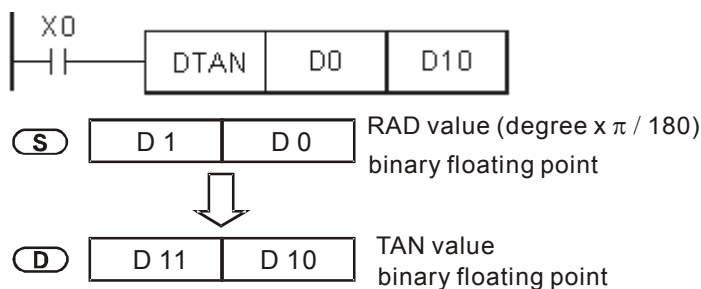 X0
DTAN D0 D10
S D 1 D 0 RAD value (degree x π / 180)
binary floating point
D D 11 D 10 TAN value
binary floating point